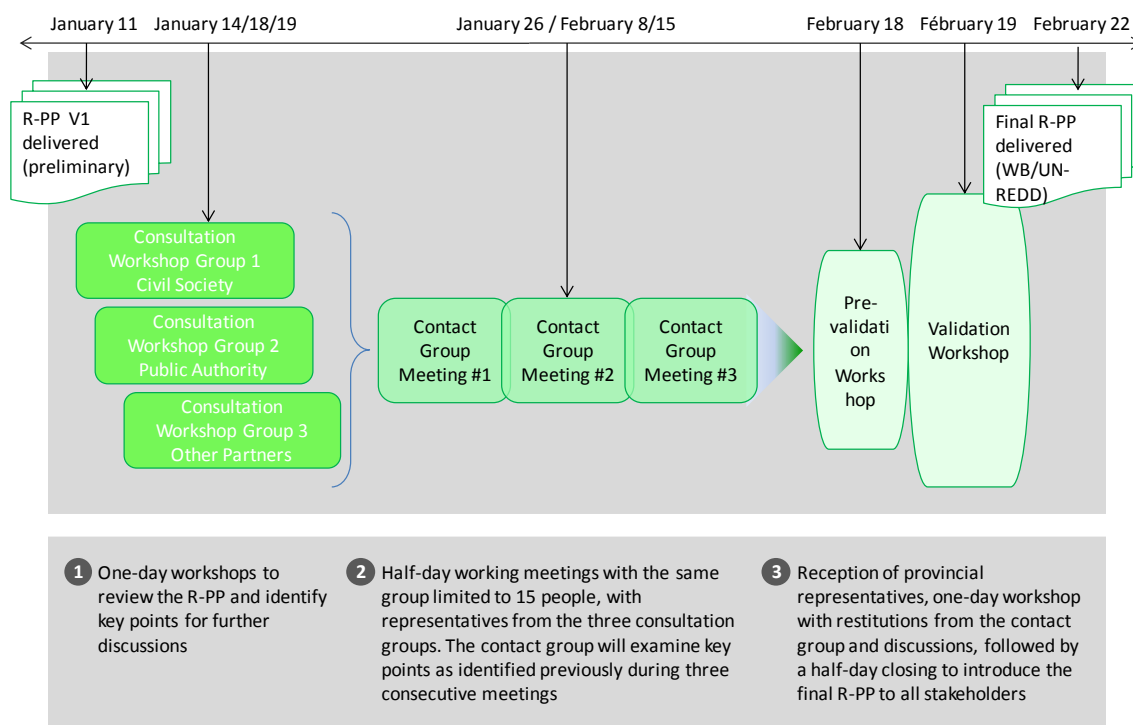 January 11
January 14/18/19
January 26 / February 8/15
February 18
Fébruary 19
February 22
R-PP V1
delivered
(preliminary)
Final R-PP
delivered
(WB/UN-
REDD)
Consultation
Workshop Group 1
Civil Society
Consultation
Workshop Group 2
Public Authority
Consultation
Workshop Group 3
Other Partners
Contact
Group
Meeting #1
Contact
Group
Meeting #2
Contact
Group
Meeting #3
Pre-
validati
on
Works
hop
Validation
Workshop
1 One-day workshops to
review the R-PP and identify
key points for further
discussions
2 Half-day working meetings with the same
group limited to 15 people, with
representatives from the three consultation
groups. The contact group will examine key
points as identified previously during three
consecutive meetings
3 Reception of provincial
representatives, one-day workshop
with restitutions from the contact
group and discussions, followed by
a half-day closing to introduce the
final R-PP to all stakeholders